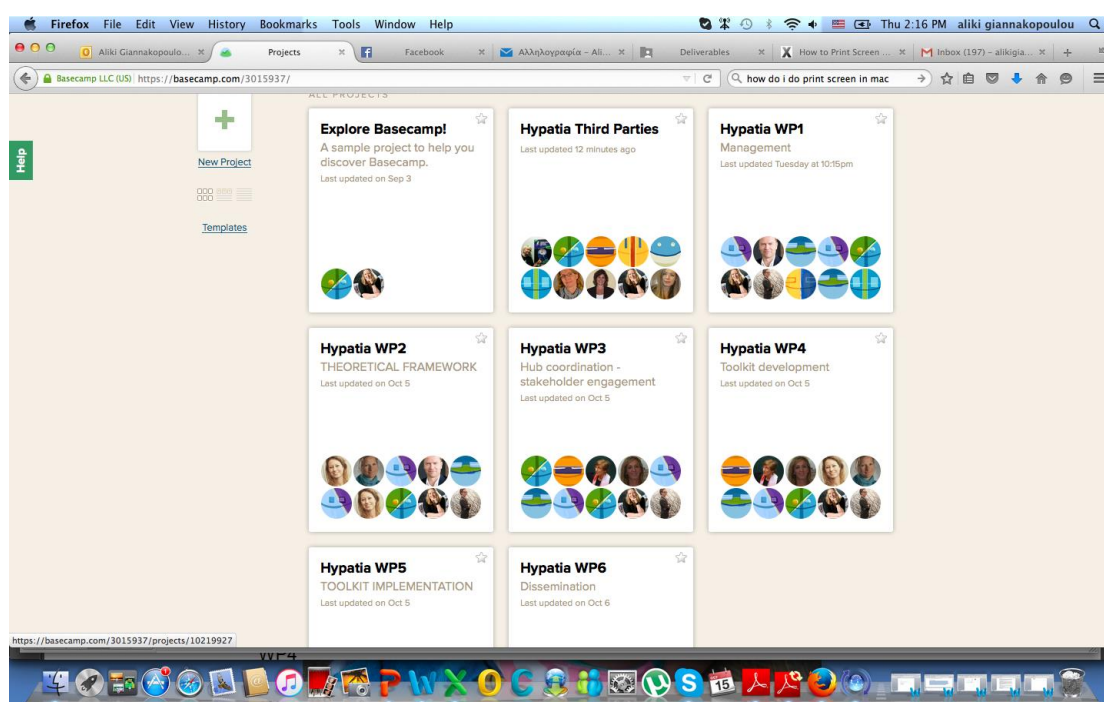 Firefox File Edit View History Bookmarks Tools Window Help Thu 2:16 PM aliki giannakopoulou
Aliki Giannakopoulo... Projects Facebook Αλληλογραφία – Ali... Deliverables How to Print Screen ... Inbox (197) – alikigia...
Basecamp LLC (US) https://basecamp.com/3015937/ how do i do print screen in mac
ALL PROJECTS
Help
New Project
Templates
Explore Basecamp!
A sample project to help you
discover Basecamp.
Last updated on Sep 3
Hypatia Third Parties
Last updated 12 minutes ago
Hypatia WP1
Management
Last updated Tuesday at 10:15pm
Hypatia WP2
THEORETICAL FRAMEWORK
Last updated on Oct 5
Hypatia WP3
Hub coordination -
stakeholder engagement
Last updated on Oct 5
Hypatia WP4
Toolkit development
Last updated on Oct 5
Hypatia WP5
TOOLKIT IMPLEMENTATION
Last updated on Oct 5
Hypatia WP6
Dissemination
Last updated on Oct 6
https://basecamp.com/3015937/projects/10219927
WP4
15